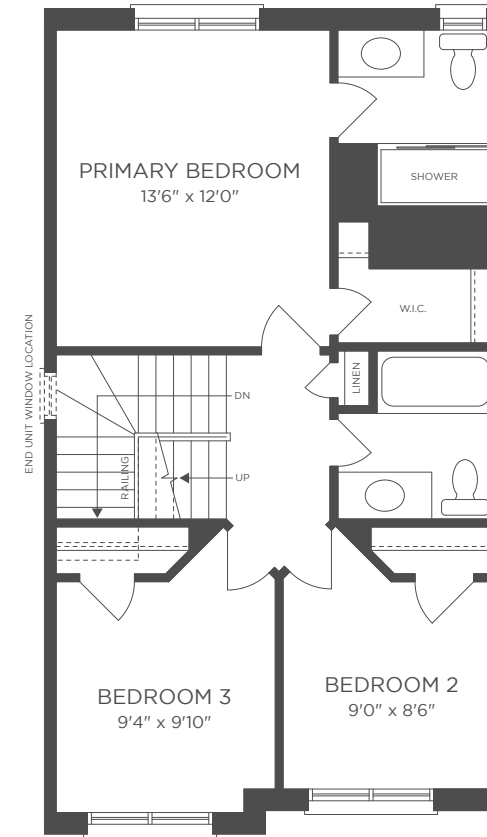 PRIMARY BEDROOM
13'6" x 12'0"
SHOWER
W.I.C.
LINEN
END UNIT WINDOW LOCATION
DN
RAILING
UP
BEDROOM 3
9'4" x 9'10"
BEDROOM 2
9'0" x 8'6"